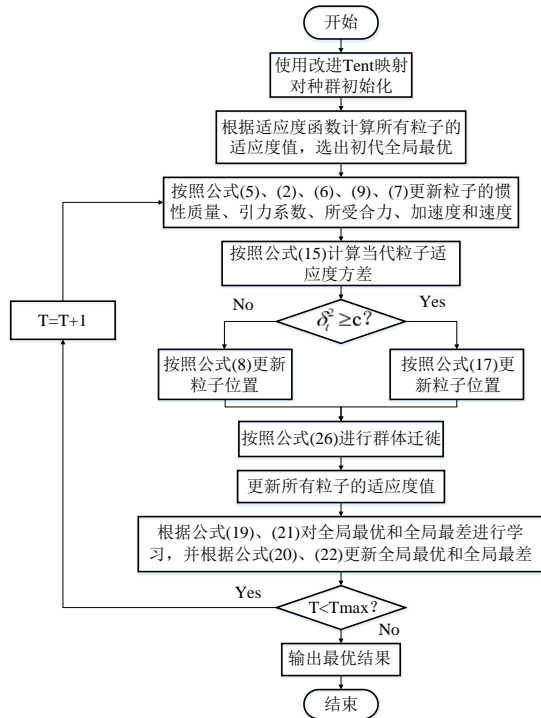 开始
使用改进Tent映射
对种群初始化
根据适应度函数计算所有粒子的
适应度值，选出初代全局最优
按照公式(5)、(2)、(6)、(9)、(7)更新粒子的惯
性质量、引力系数、所受合力、加速度和速度
按照公式(15)计算当代粒子适
应度方差
No
Yes
T=T+1
δₜ² ≥c?
按照公式(8)更新
粒子位置
按照公式(17)更
新粒子位置
按照公式(26)进行群体迁徙
更新所有粒子的适应度值
根据公式(19)、(21)对全局最优和全局最差进行学
习，并根据公式(20)、(22)更新全局最优和全局最差
Yes
T<Tmax？
No
输出最优结果
结束